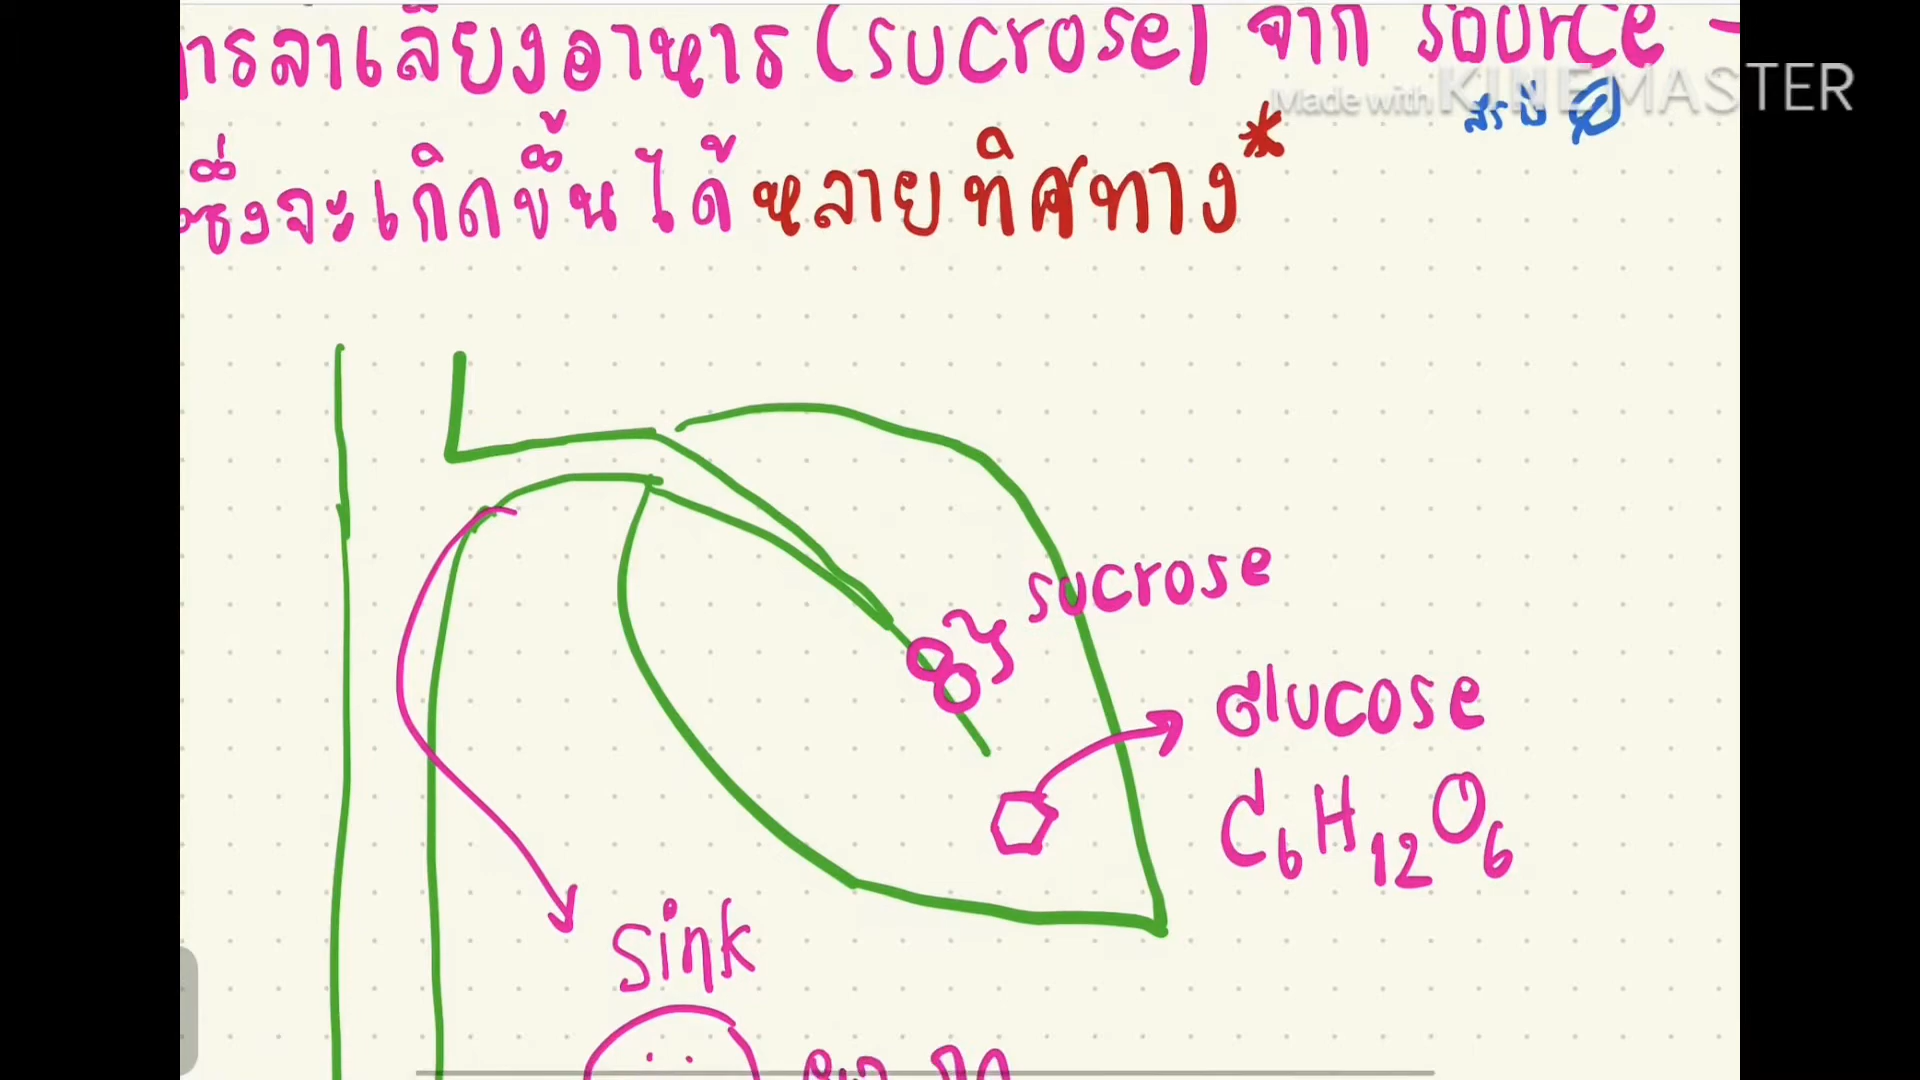 การลำเลียงอาหาร (sucrose) จาก source →
Made with KINEMASTER
ซึ่งจะเกิดขึ้นได้ หลายทิศทาง*
sucrose
glucose
C₆H₁₂O₆
sink